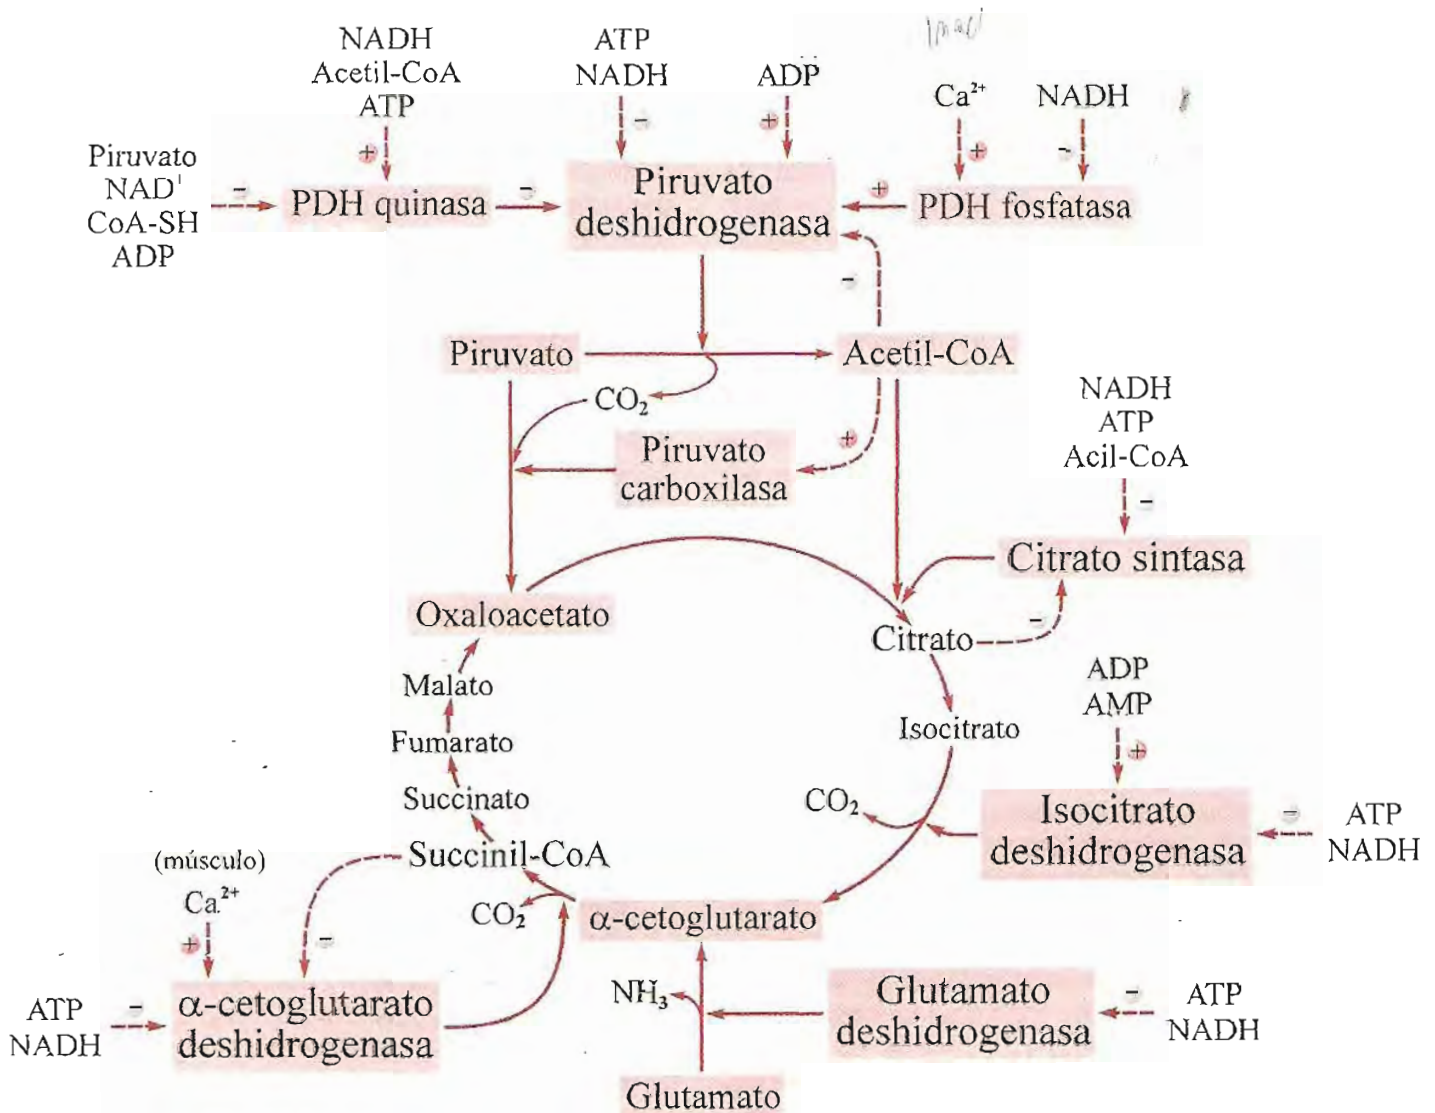 NADH
Acetil-CoA
ATP
ATP
NADH
ADP
Ca²⁺
NADH
Piruvato
NAD⁺
CoA-SH
ADP
−
PDH quinasa
+
−
Piruvato
deshidrogenasa
−
+
+
PDH fosfatasa
+
−
−
Piruvato
Acetil-CoA
CO₂
+
Piruvato
carboxilasa
NADH
ATP
Acil-CoA
−
Citrato sintasa
−
Oxaloacetato
Citrato
Malato
Isocitrato
ADP
AMP
+
Fumarato
Succinato
CO₂
Isocitrato
deshidrogenasa
−
ATP
NADH
Succinil-CoA
(músculo)
Ca²⁺
+
−
CO₂
α-cetoglutarato
ATP
NADH
−
α-cetoglutarato
deshidrogenasa
NH₃
Glutamato
deshidrogenasa
−
ATP
NADH
Glutamato